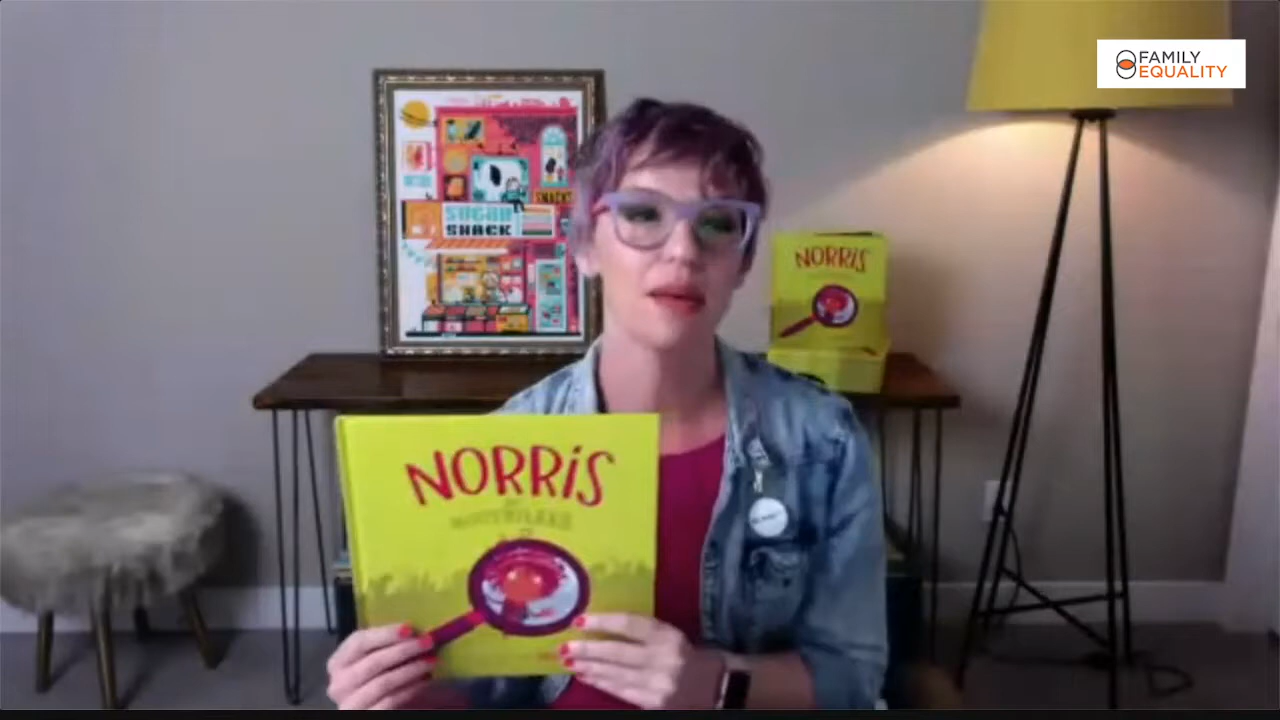 FAMILY
EQUALITY
SNACKS
SUGAR
SHACK
NORRiS
NORRiS